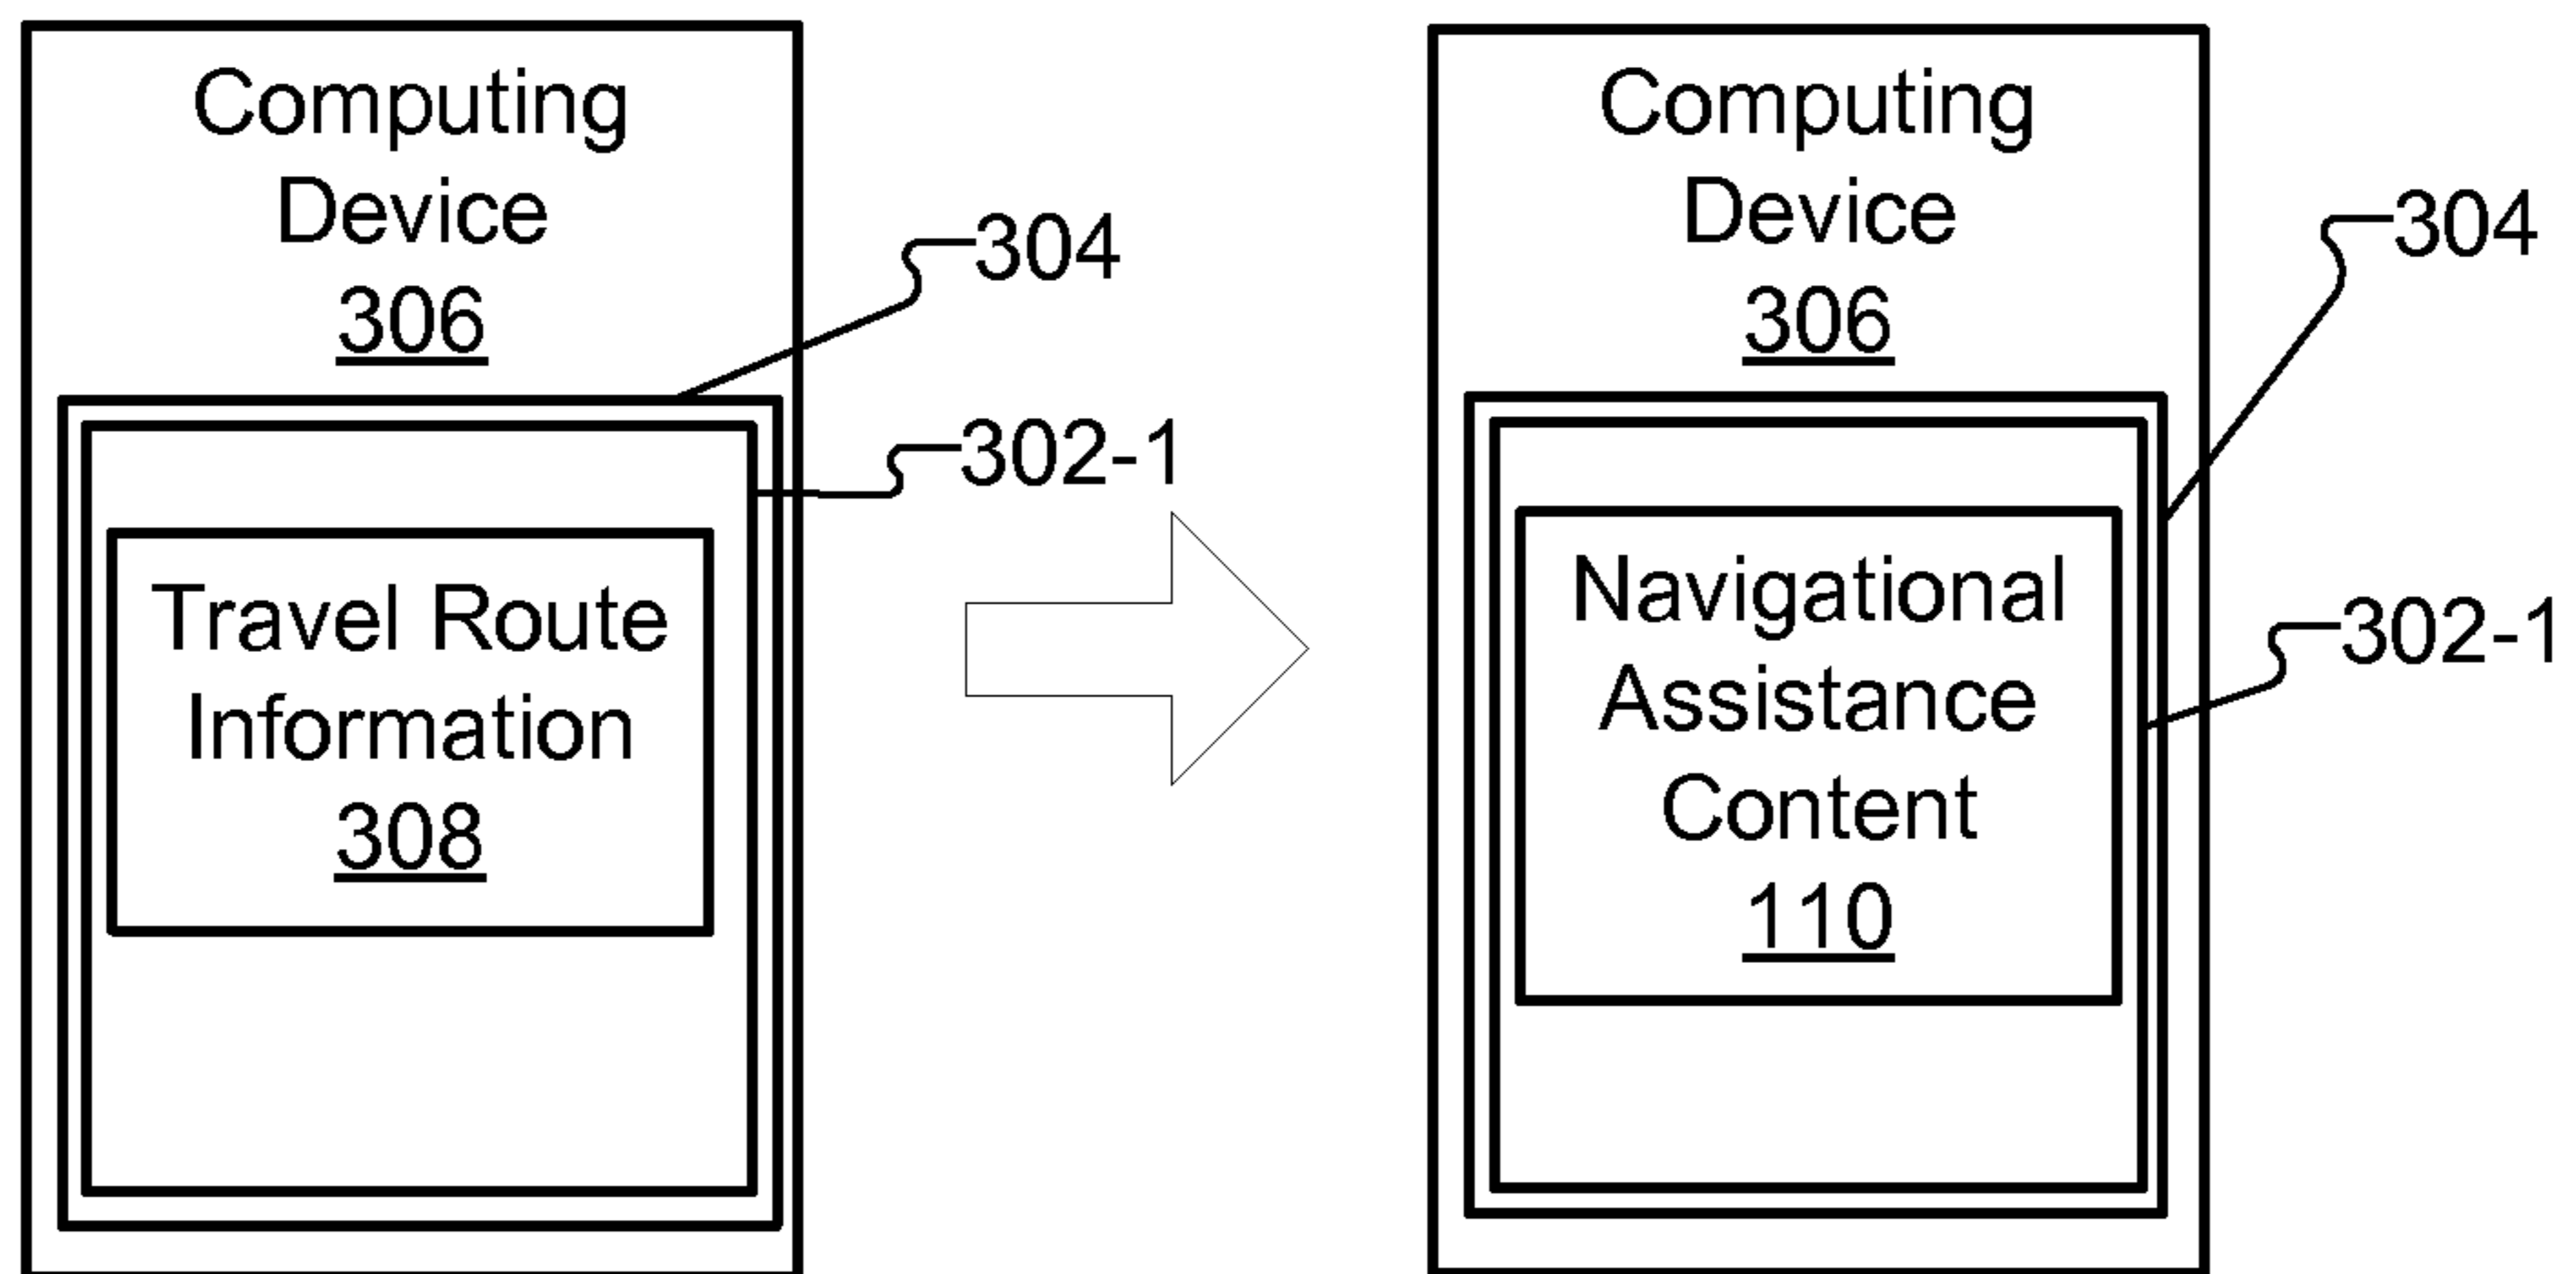 Computing
Device
306
304
302-1
Travel Route
Information
308
Computing
Device
306
304
302-1
Navigational
Assistance
Content
110